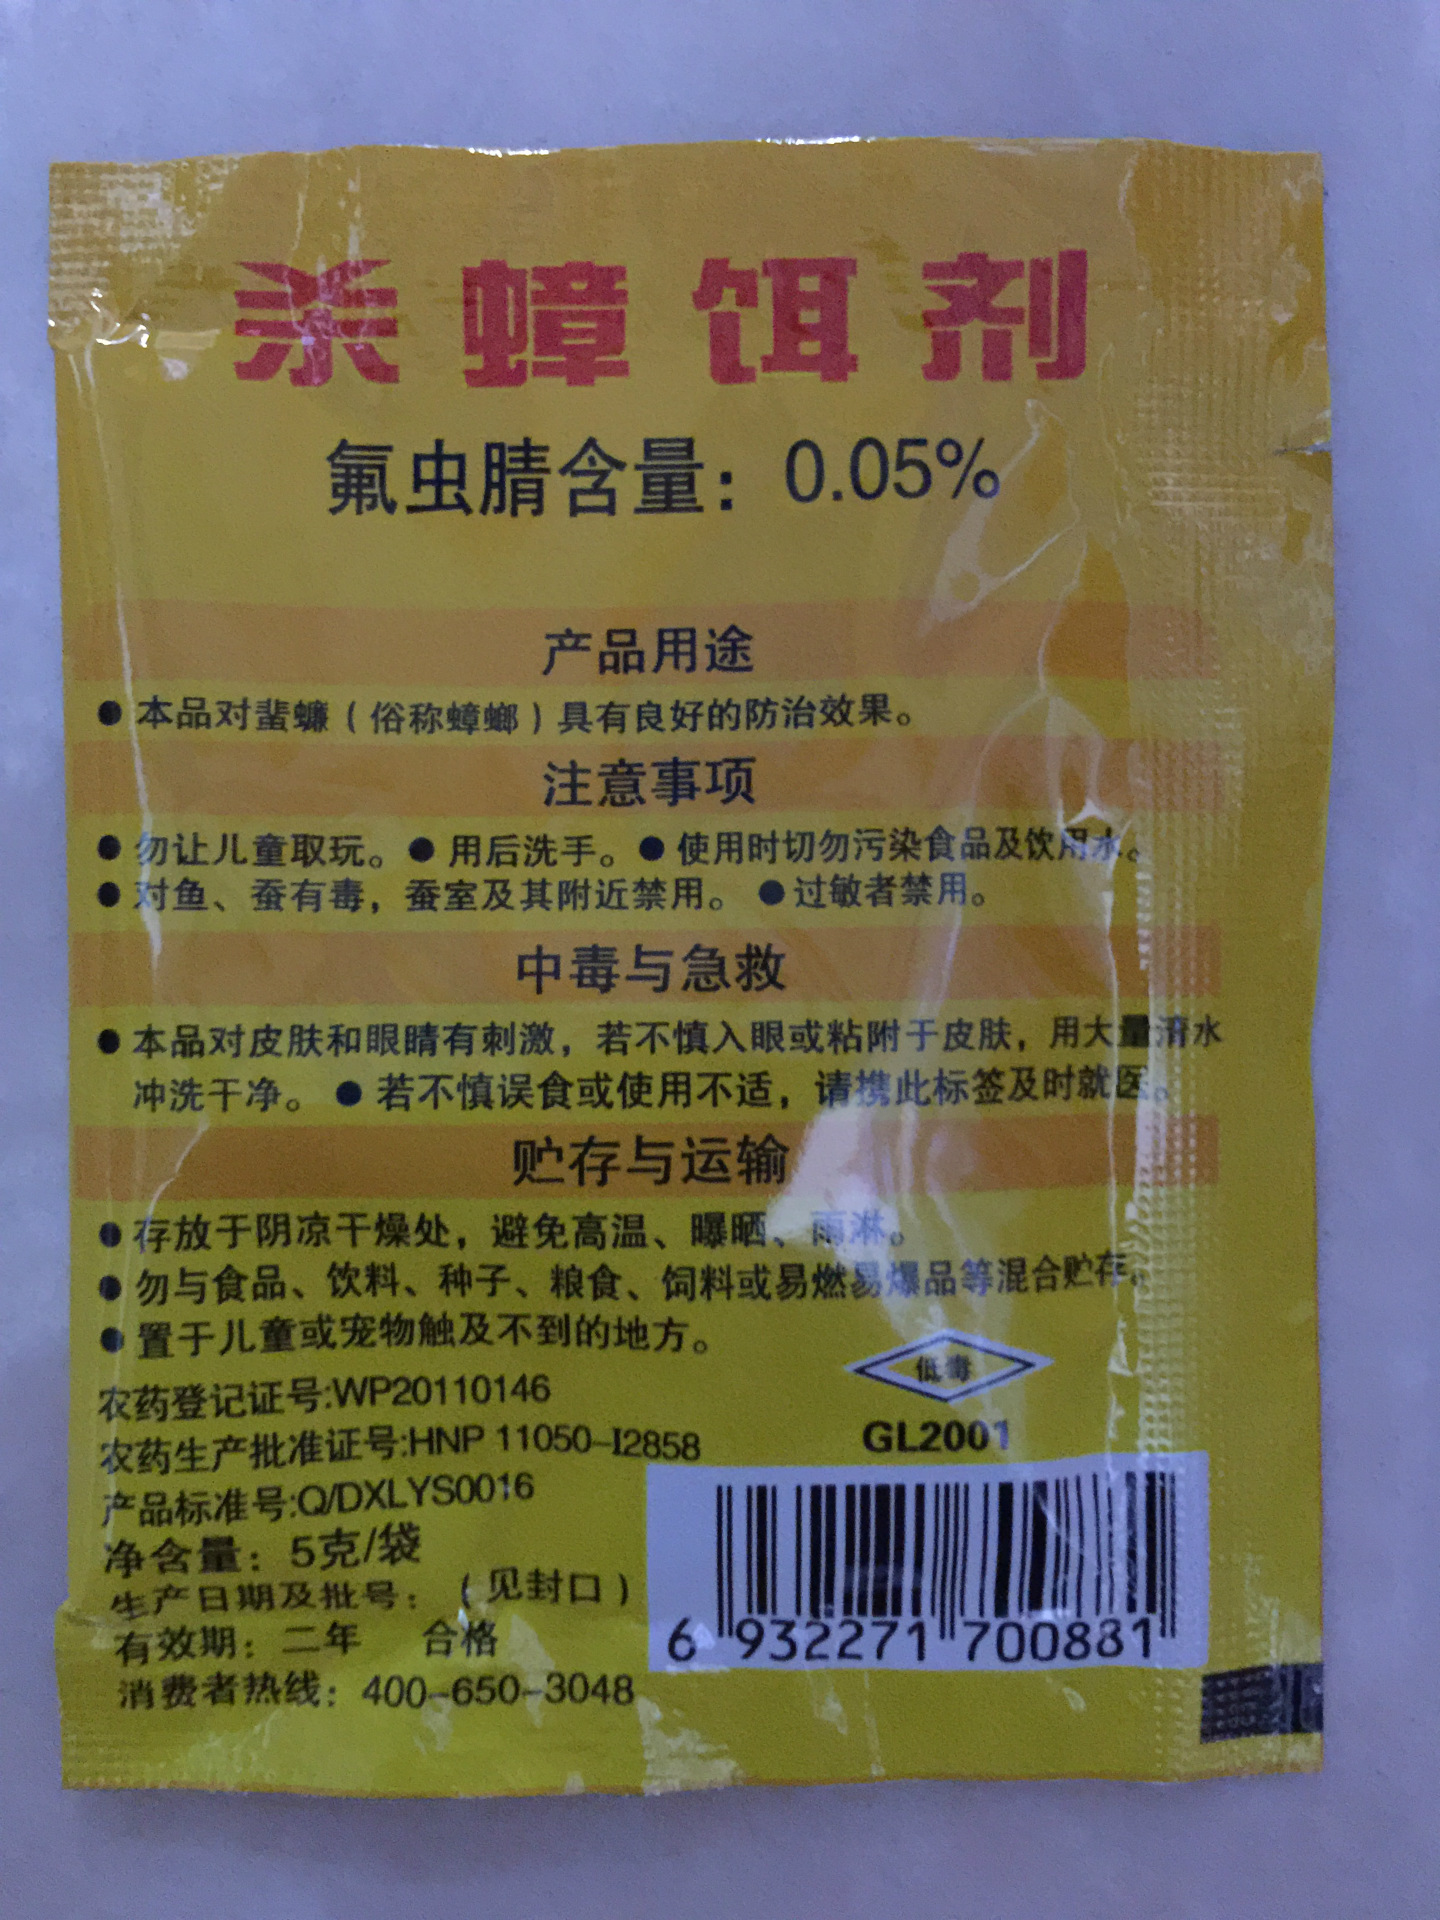 杀蟑饵剂
氟虫腈含量：0.05%
产品用途
●本品对蜚蠊（俗称蟑螂）具有良好的防治效果。
注意事项
●勿让儿童取玩。●用后洗手。●使用时切勿污染食品及饮用水。
●对鱼、蚕有毒，蚕室及其附近禁用。●过敏者禁用。
中毒与急救
●本品对皮肤和眼睛有刺激，若不慎入眼或粘附于皮肤，用大量清水
冲洗干净。●若不慎误食或使用不适，请携此标签及时就医。
贮存与运输
●存放于阴凉干燥处，避免高温、曝晒、雨淋。
●勿与食品、饮料、种子、粮食、饲料或易燃易爆品等混合贮存。
●置于儿童或宠物触及不到的地方。
低毒
农药登记证号:WP20110146
农药生产批准证号:HNP 11050-I2858
GL2001
产品标准号:Q/DXLYS0016
净含量：5克/袋
生产日期及批号：（见封口）
有效期：二年 合格
消费者热线：400-650-3048
6 932271 700881